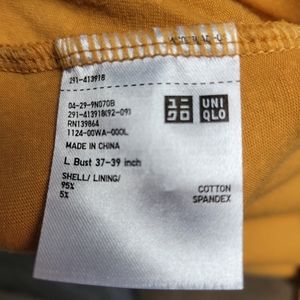 291-413918
04-29-9N070B
291-413918(92-09)
RN139864
1124-00WA-000L
MADE IN CHINA
ユニ
クロ
UNI
QLO
L Bust 37-39 inch
SHELL/ LINING/
95% COTTON
5% SPANDEX